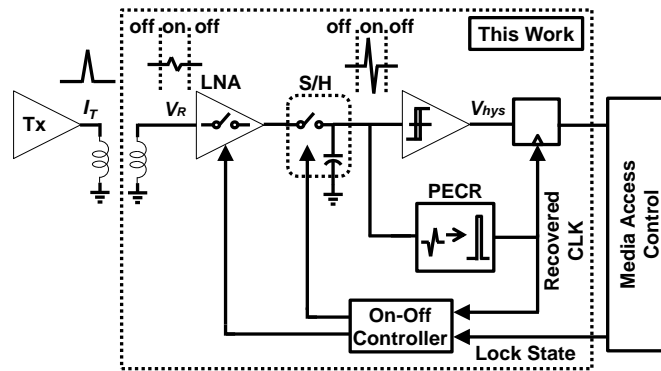 off on off
off on off
This Work
LNA
S/H
Tx
I_T
V_R
V_hys
PECR
Recovered
CLK
Media Access
Control
On-Off
Controller
Lock State